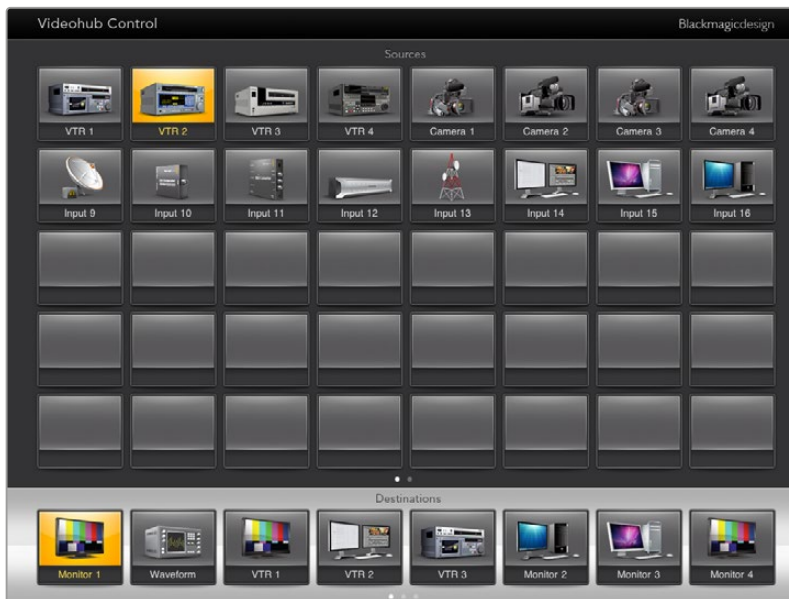 Videohub Control
Blackmagicdesign
Sources
VTR 1
VTR 2
VTR 3
VTR 4
Camera 1
Camera 2
Camera 3
Camera 4
Input 9
Input 10
Input 11
Input 12
Input 13
Input 14
Input 15
Input 16
Destinations
Monitor 1
Waveform
VTR 1
VTR 2
VTR 3
Monitor 2
Monitor 3
Monitor 4